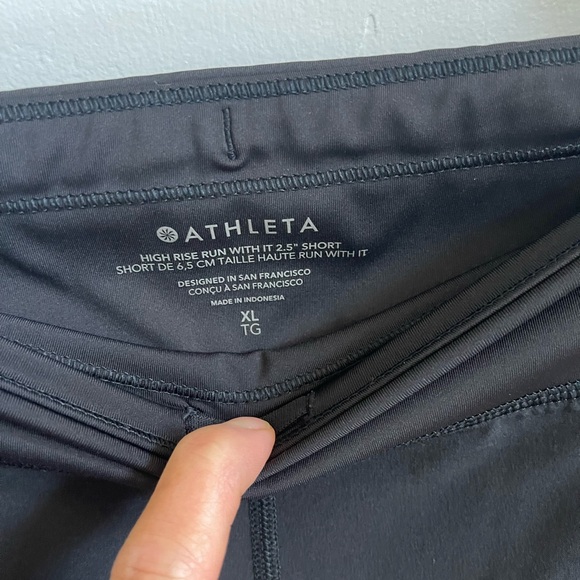 ATHLETA
HIGH RISE RUN WITH IT 2.5" SHORT
SHORT DE 6,5 CM TAILLE HAUTE RUN WITH IT
DESIGNED IN SAN FRANCISCO
CONÇU À SAN FRANCISCO
MADE IN INDONESIA
XL
TG